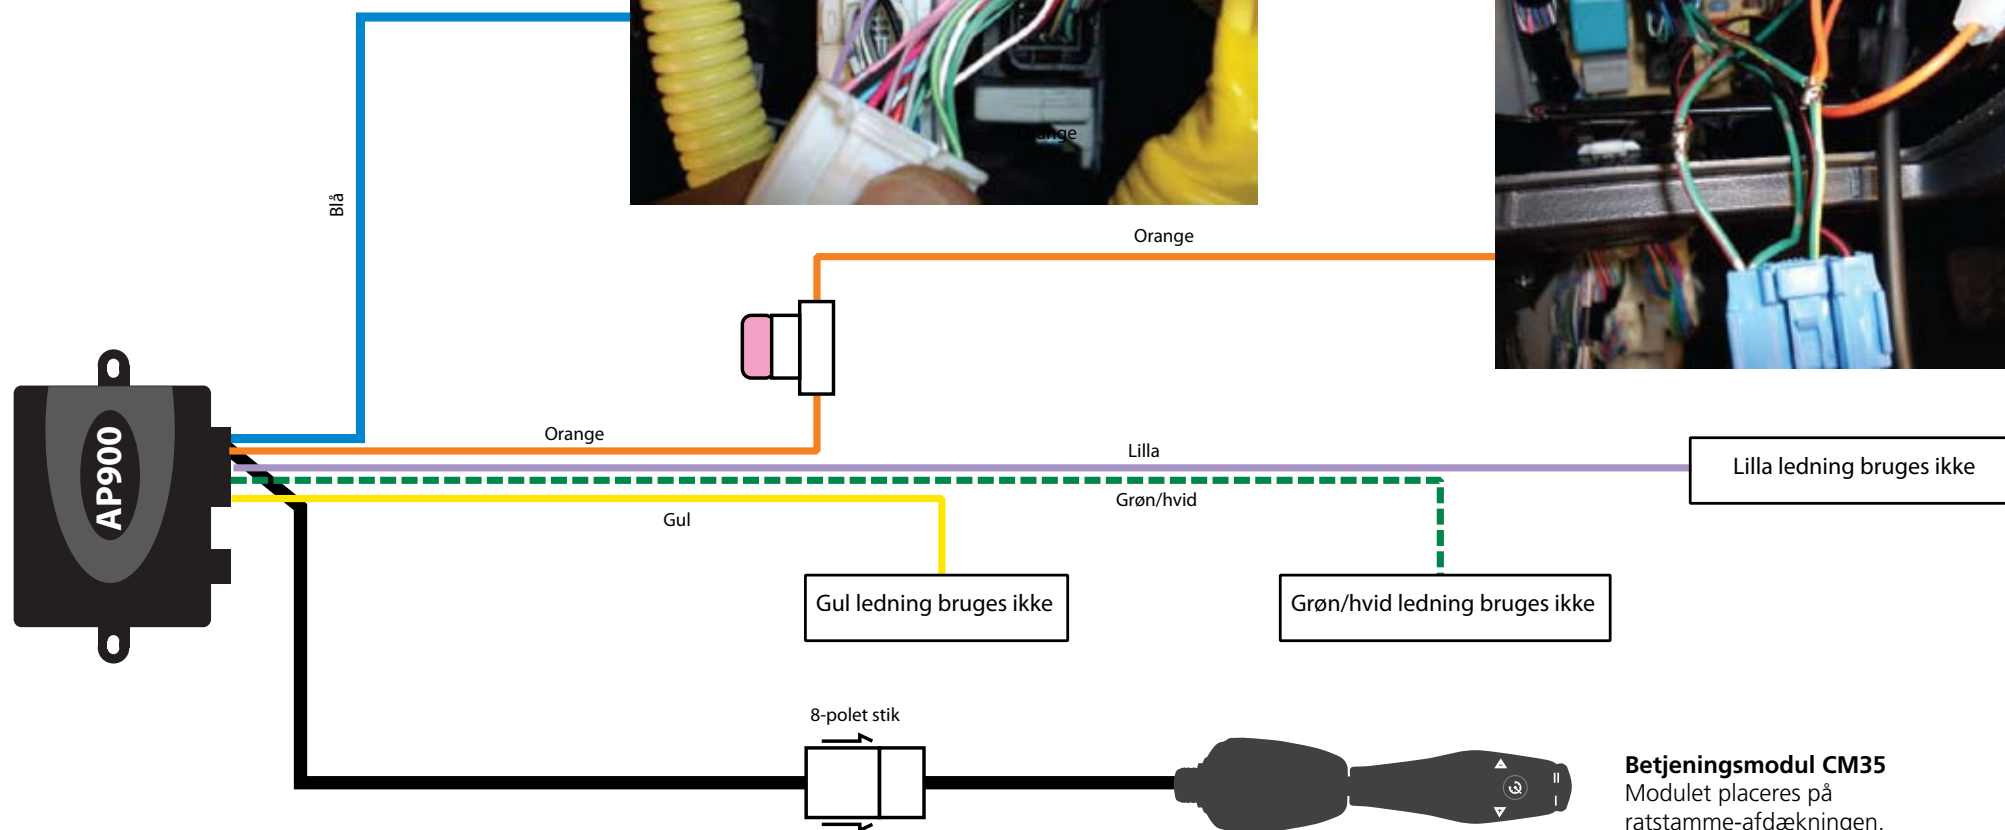 Orange
Blå
Orange
AP900
Orange
Lilla
Lilla ledning bruges ikke
Grøn/hvid
Gul
Gul ledning bruges ikke
Grøn/hvid ledning bruges ikke
8-polet stik
Betjeningsmodul CM35
Modulet placeres på
ratstamme-afdækningen.